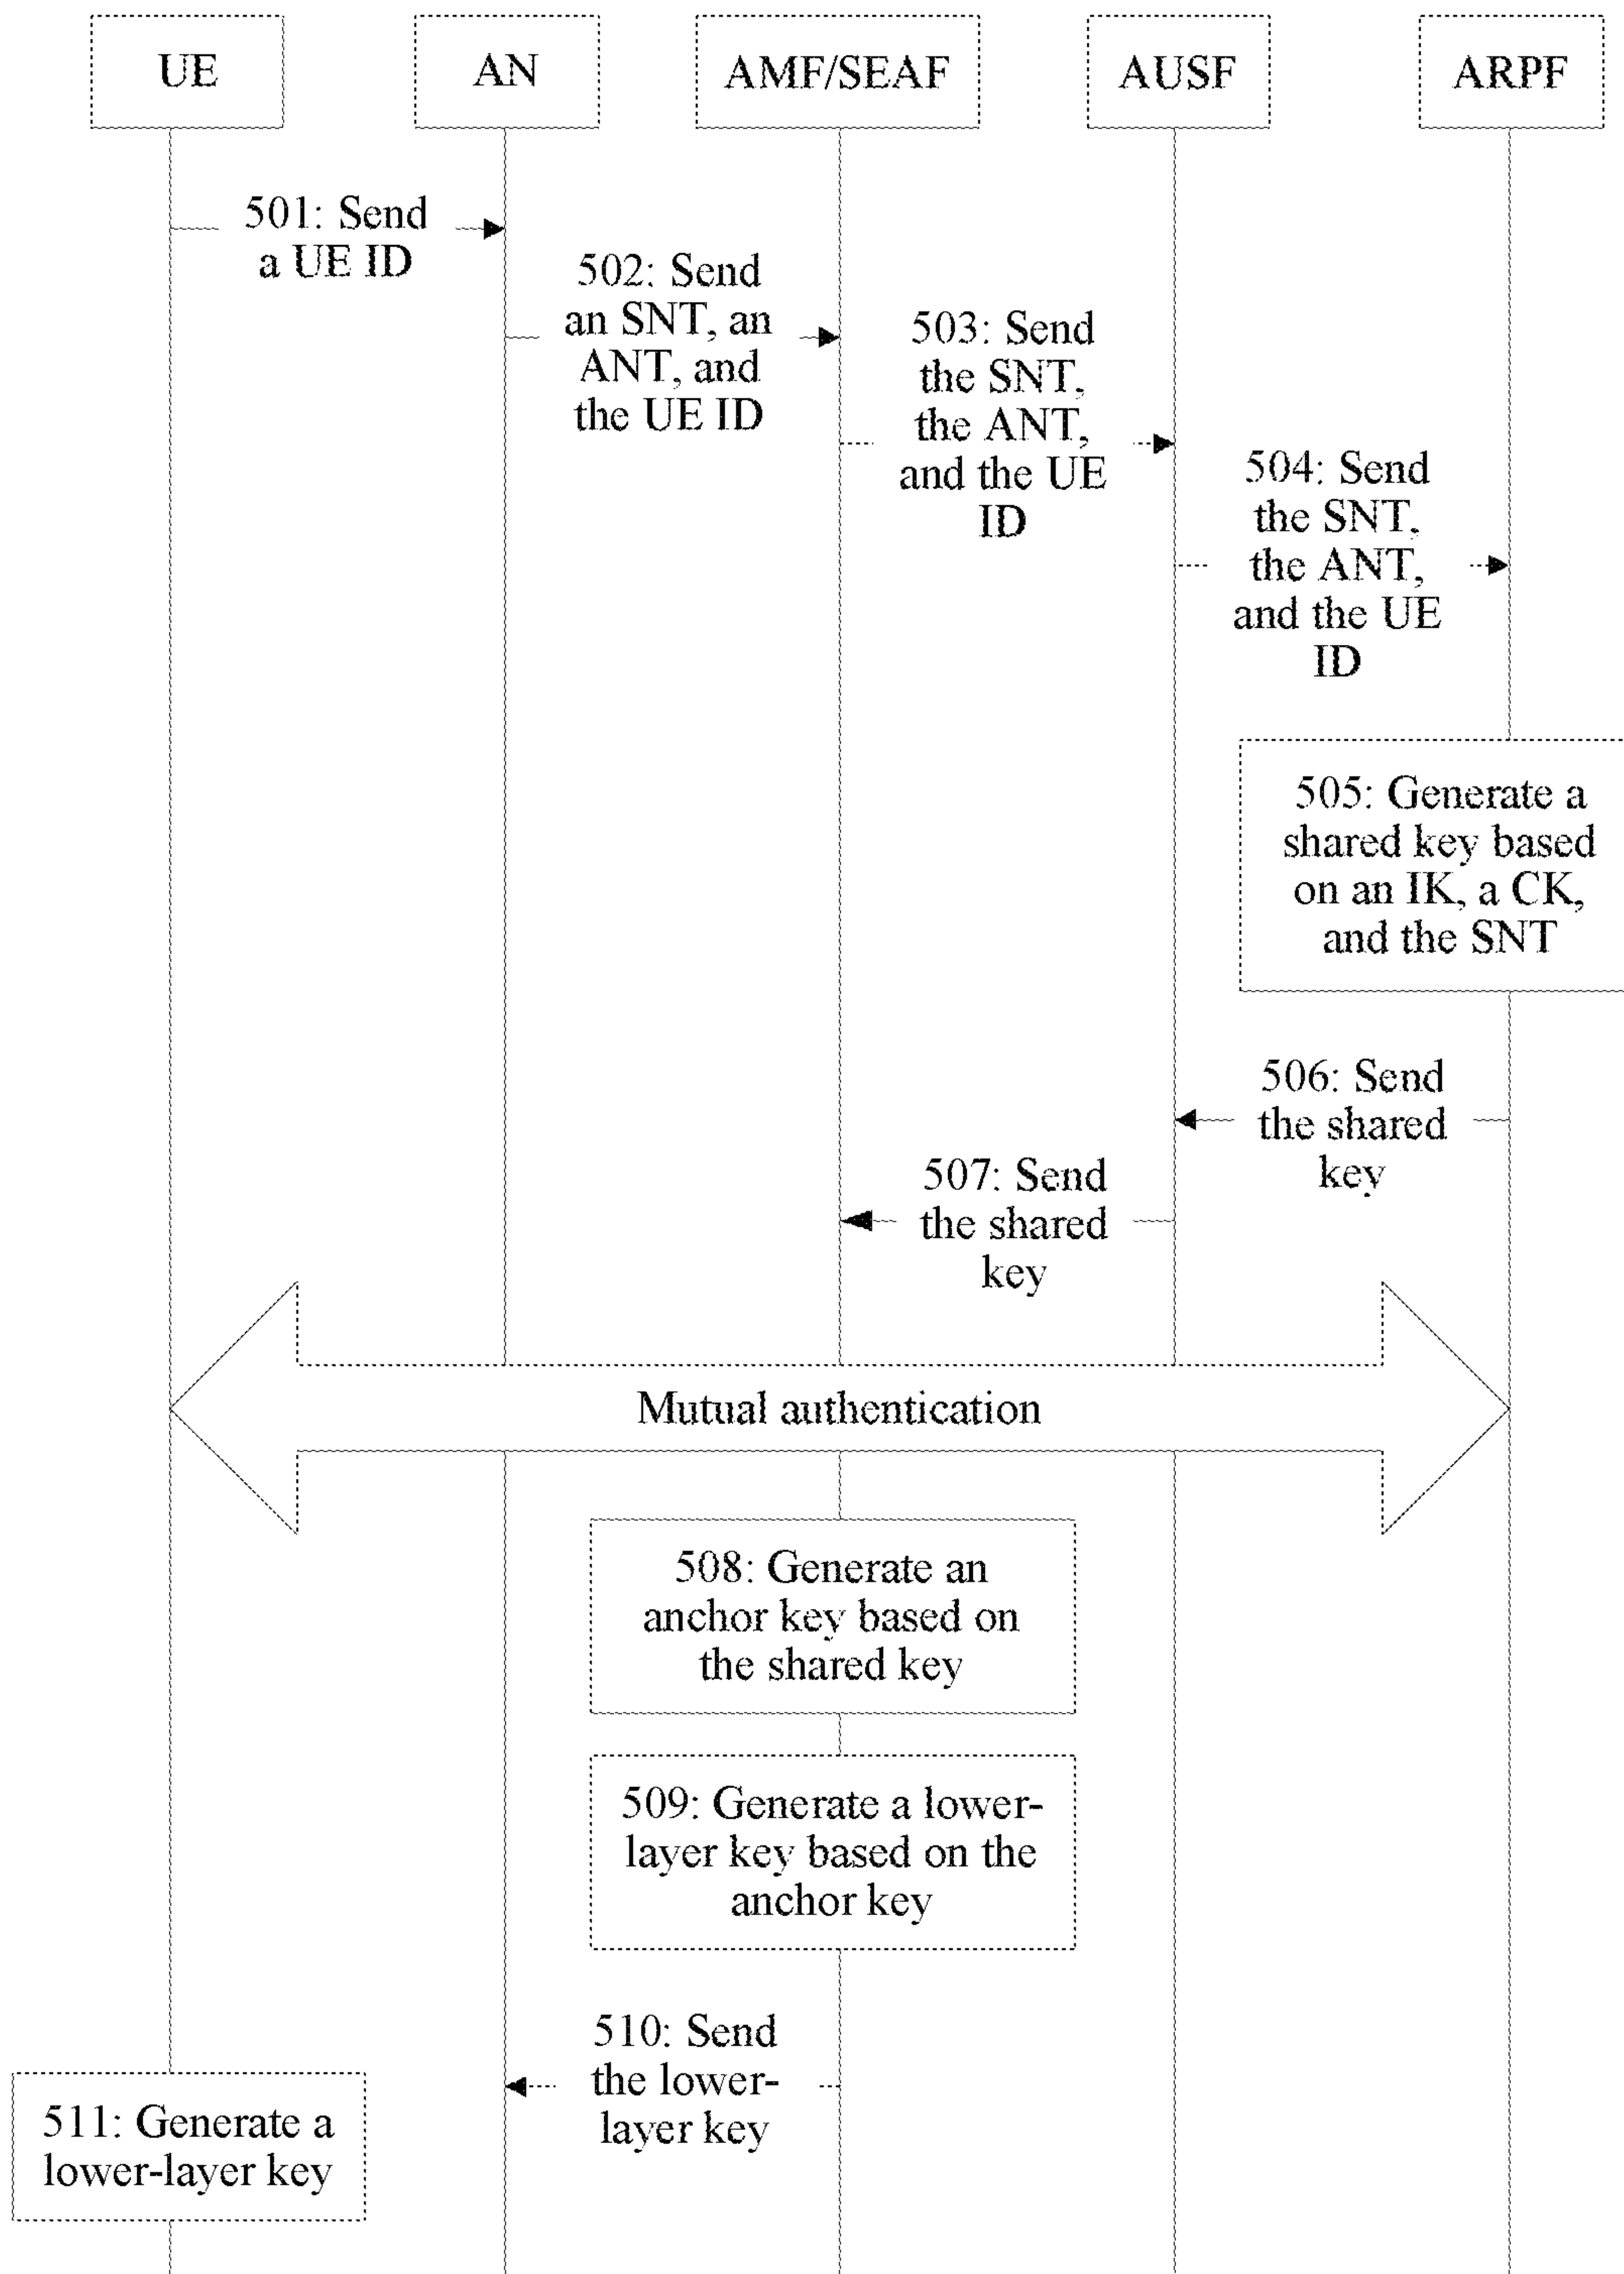 UE
AN
AMF/SEAF
AUSF
ARPF
501: Send
a UE ID
502: Send
an SNT, an
ANT, and
the UE ID
503: Send
the SNT,
the ANT,
and the UE
ID
504: Send
the SNT,
the ANT,
and the UE
ID
505: Generate a
shared key based
on an IK, a CK,
and the SNT
506: Send
the shared
key
507: Send
the shared
key
Mutual authentication
508: Generate an
anchor key based on
the shared key
509: Generate a lower-
layer key based on the
anchor key
510: Send
the lower-
layer key
511: Generate a
lower-layer key